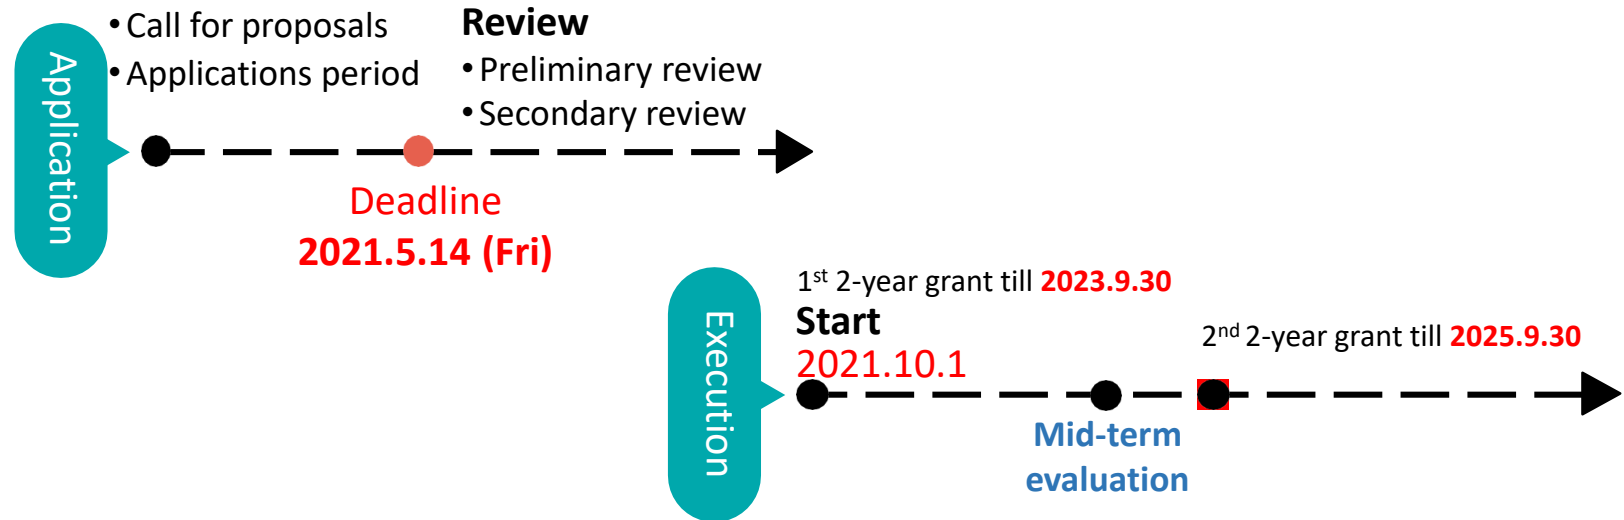 Application
• Call for proposals
• Applications period
Review
• Preliminary review
• Secondary review
Deadline
2021.5.14 (Fri)
Execution
1st 2-year grant till 2023.9.30
Start
2021.10.1
2nd 2-year grant till 2025.9.30
Mid-term
evaluation